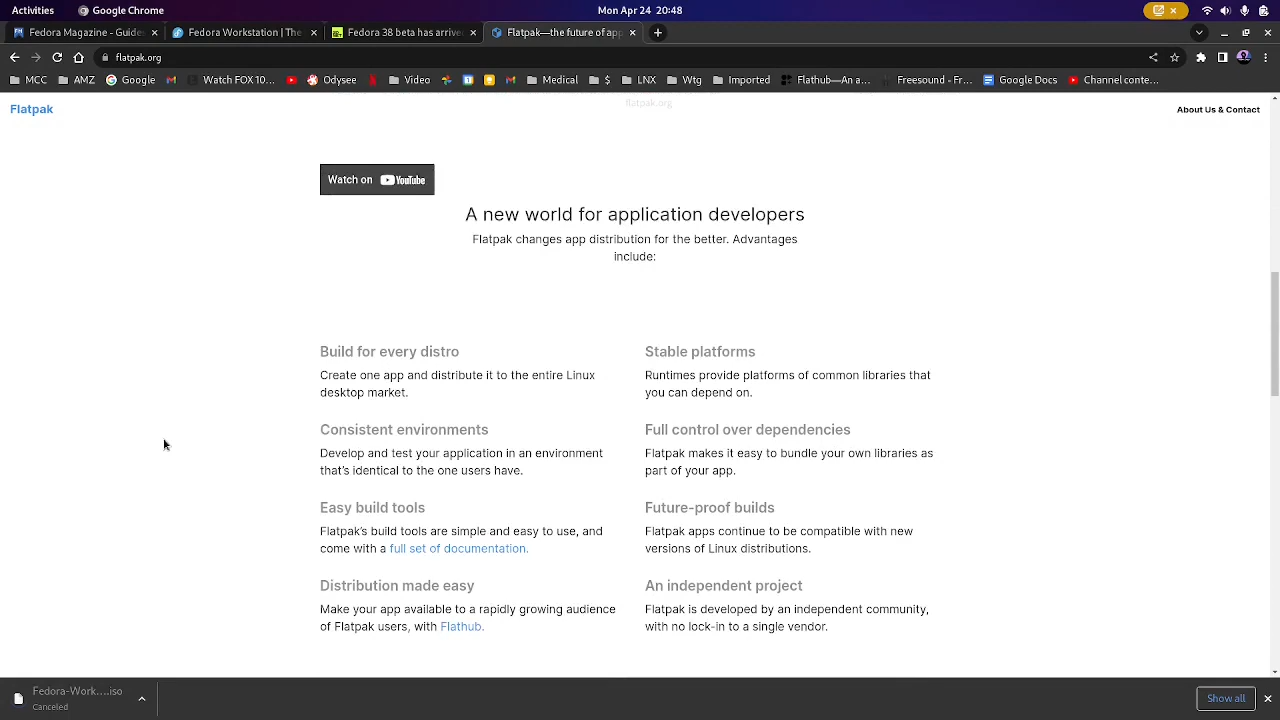 Activities Google Chrome Mon Apr 24 20:48
Fedora Magazine - Guides Fedora Workstation | The Fedora 38 beta has arrive Flatpak—the future of app
flatpak.org
MCC AMZ Google Watch FOX 10... Odysee Video Medical $ LNX Wtg Imported Flathub—An a... Freesound - Fr... Google Docs Channel conte...
Flatpak flatpak.org About Us & Contact
Watch on YouTube
A new world for application developers
Flatpak changes app distribution for the better. Advantages
include:
Build for every distro
Create one app and distribute it to the entire Linux
desktop market.
Stable platforms
Runtimes provide platforms of common libraries that
you can depend on.
Consistent environments
Develop and test your application in an environment
that's identical to the one users have.
Full control over dependencies
Flatpak makes it easy to bundle your own libraries as
part of your app.
Easy build tools
Flatpak's build tools are simple and easy to use, and
come with a full set of documentation.
Future-proof builds
Flatpak apps continue to be compatible with new
versions of Linux distributions.
Distribution made easy
Make your app available to a rapidly growing audience
of Flatpak users, with Flathub.
An independent project
Flatpak is developed by an independent community,
with no lock-in to a single vendor.
Fedora-Work....iso
Canceled
Show all